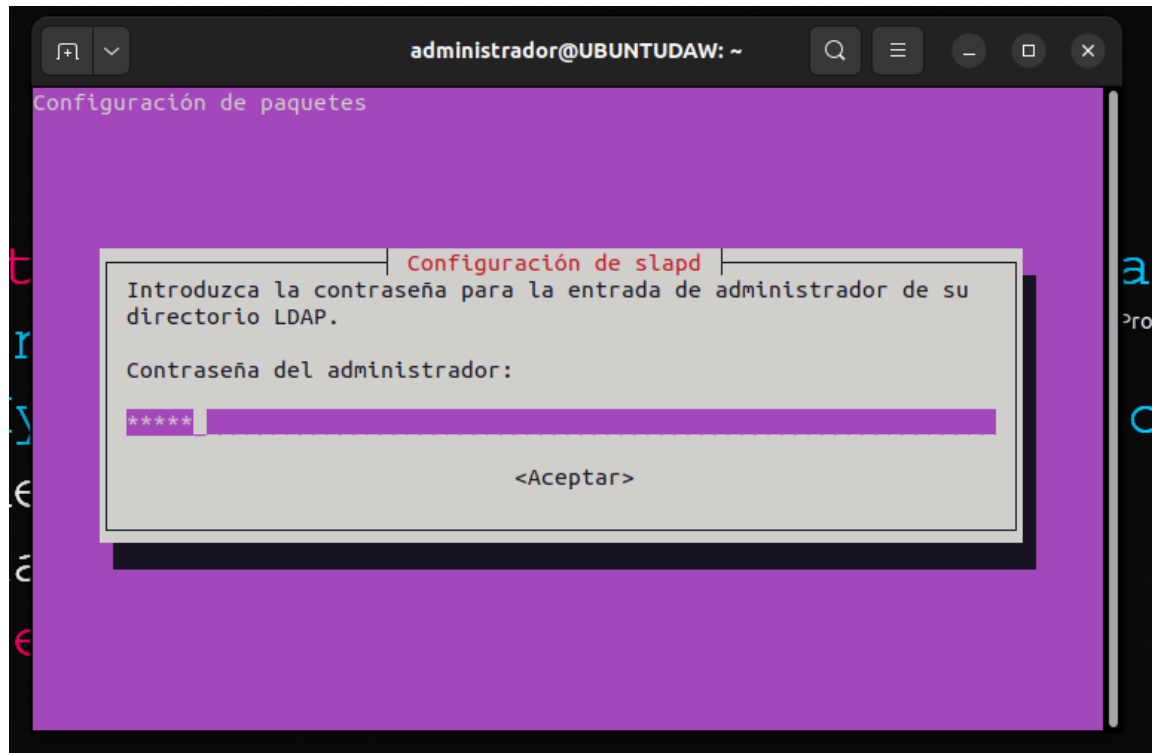 administrador@UBUNTUDAW: ~
Configuración de paquetes
Configuración de slapd
Introduzca la contraseña para la entrada de administrador de su
directorio LDAP.
Contraseña del administrador:
*****
<Aceptar>